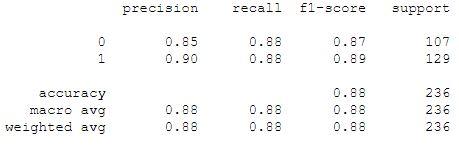 precision recall f1-score support
0 0.85 0.88 0.87 107
1 0.90 0.88 0.89 129
accuracy 0.88 236
macro avg 0.88 0.88 0.88 236
weighted avg 0.88 0.88 0.88 236